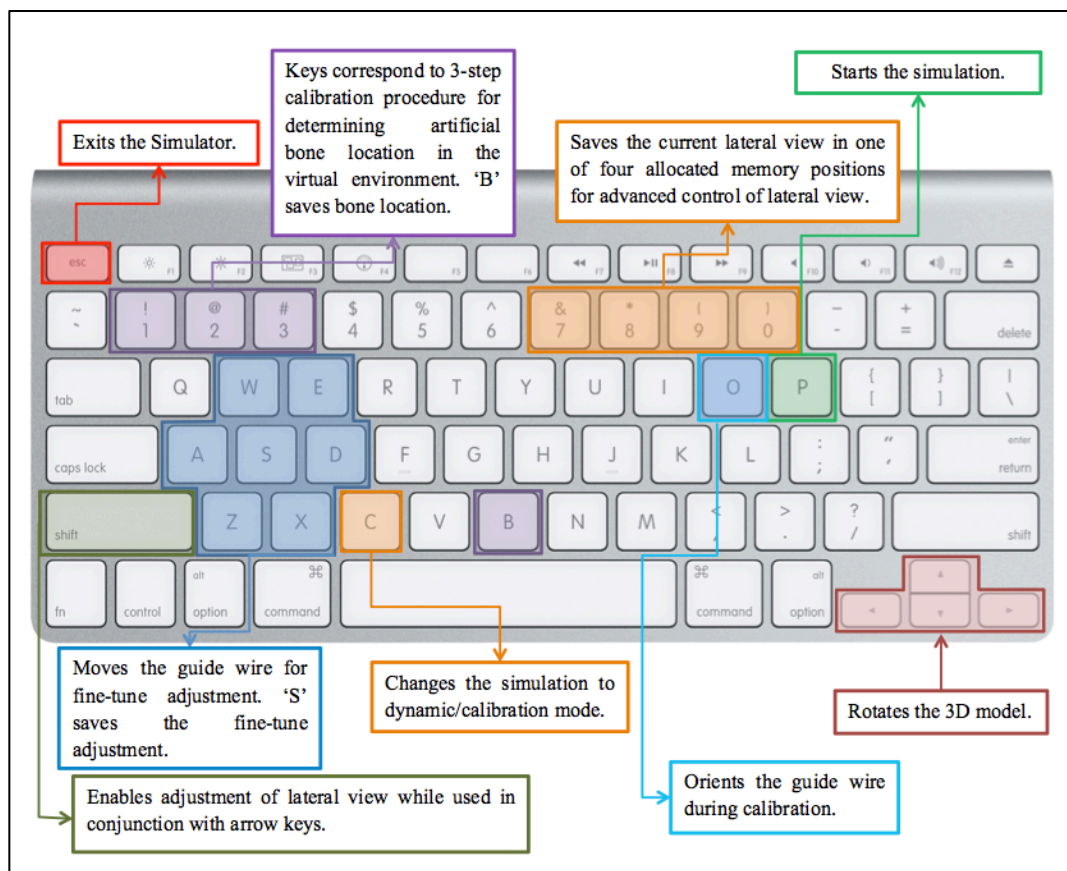 Keys correspond to 3-step
calibration procedure for
determining artificial
bone location in the
virtual environment. ‘B’
saves bone location.
Starts the simulation.
Exits the Simulator.
Saves the current lateral view in one
of four allocated memory positions
for advanced control of lateral view.
esc F1 F2 F3 F4 F5 F6 F7 F8 F9 F10 F11 F12
~ ! @ # $ % ^ & * ( ) — +
` 1 2 3 4 5 6 7 8 9 0 - = delete
tab Q W E R T Y U I O P { [ } ] | \
caps lock A S D F G H J K L : ; " ' enter return
shift Z X C V B N M < , > . ? / shift
fn control alt option ⌘ command ⌘ command alt option
Moves the guide wire for
fine-tune adjustment. ‘S’
saves the fine-tune
adjustment.
Changes the simulation to
dynamic/calibration mode.
Rotates the 3D model.
Enables adjustment of lateral view while used in
conjunction with arrow keys.
Orients the guide wire
during calibration.